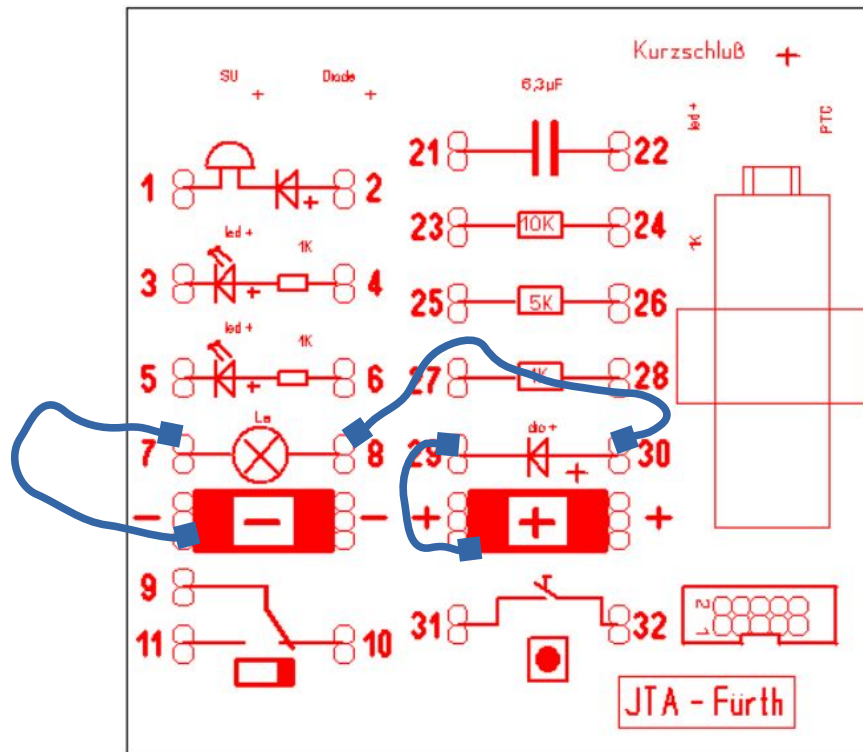 Kurzschluß +
SU
+
Diode
+
6,3µF
led +
PTC
21
22
1
+
2
23
10K
24
led +
1K
1K
3
+
4
25
5K
26
led +
1K
5
+
6
27
1K
28
La
dio +
7
8
29
+
30
-
-
-
+
+
+
9
11
10
31
32
2
1
JTA - Fürth